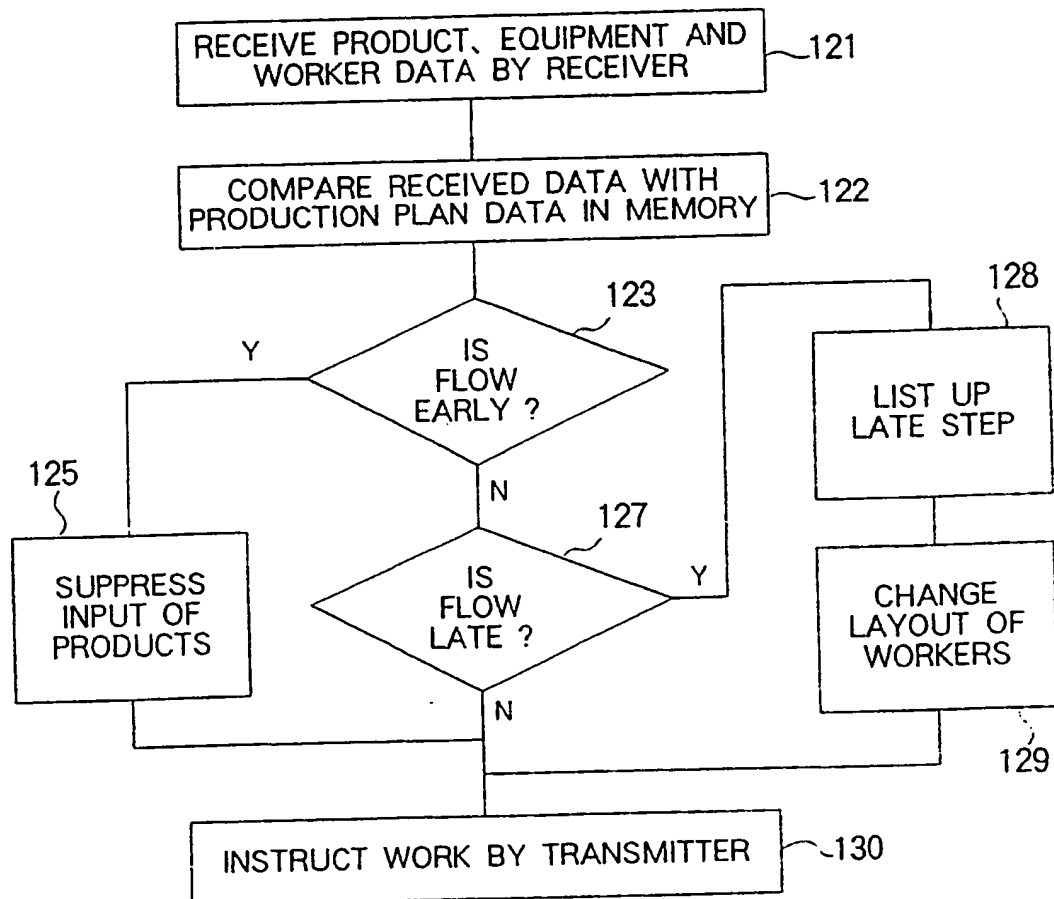 RECEIVE PRODUCT、EQUIPMENT AND
WORKER DATA BY RECEIVER
121
COMPARE RECEIVED DATA WITH
PRODUCTION PLAN DATA IN MEMORY
122
123
Y
IS
FLOW
EARLY ?
N
128
LIST UP
LATE STEP
125
SUPPRESS
INPUT OF
PRODUCTS
127
Y
IS
FLOW
LATE ?
N
CHANGE
LAYOUT OF
WORKERS
129
INSTRUCT WORK BY TRANSMITTER
130